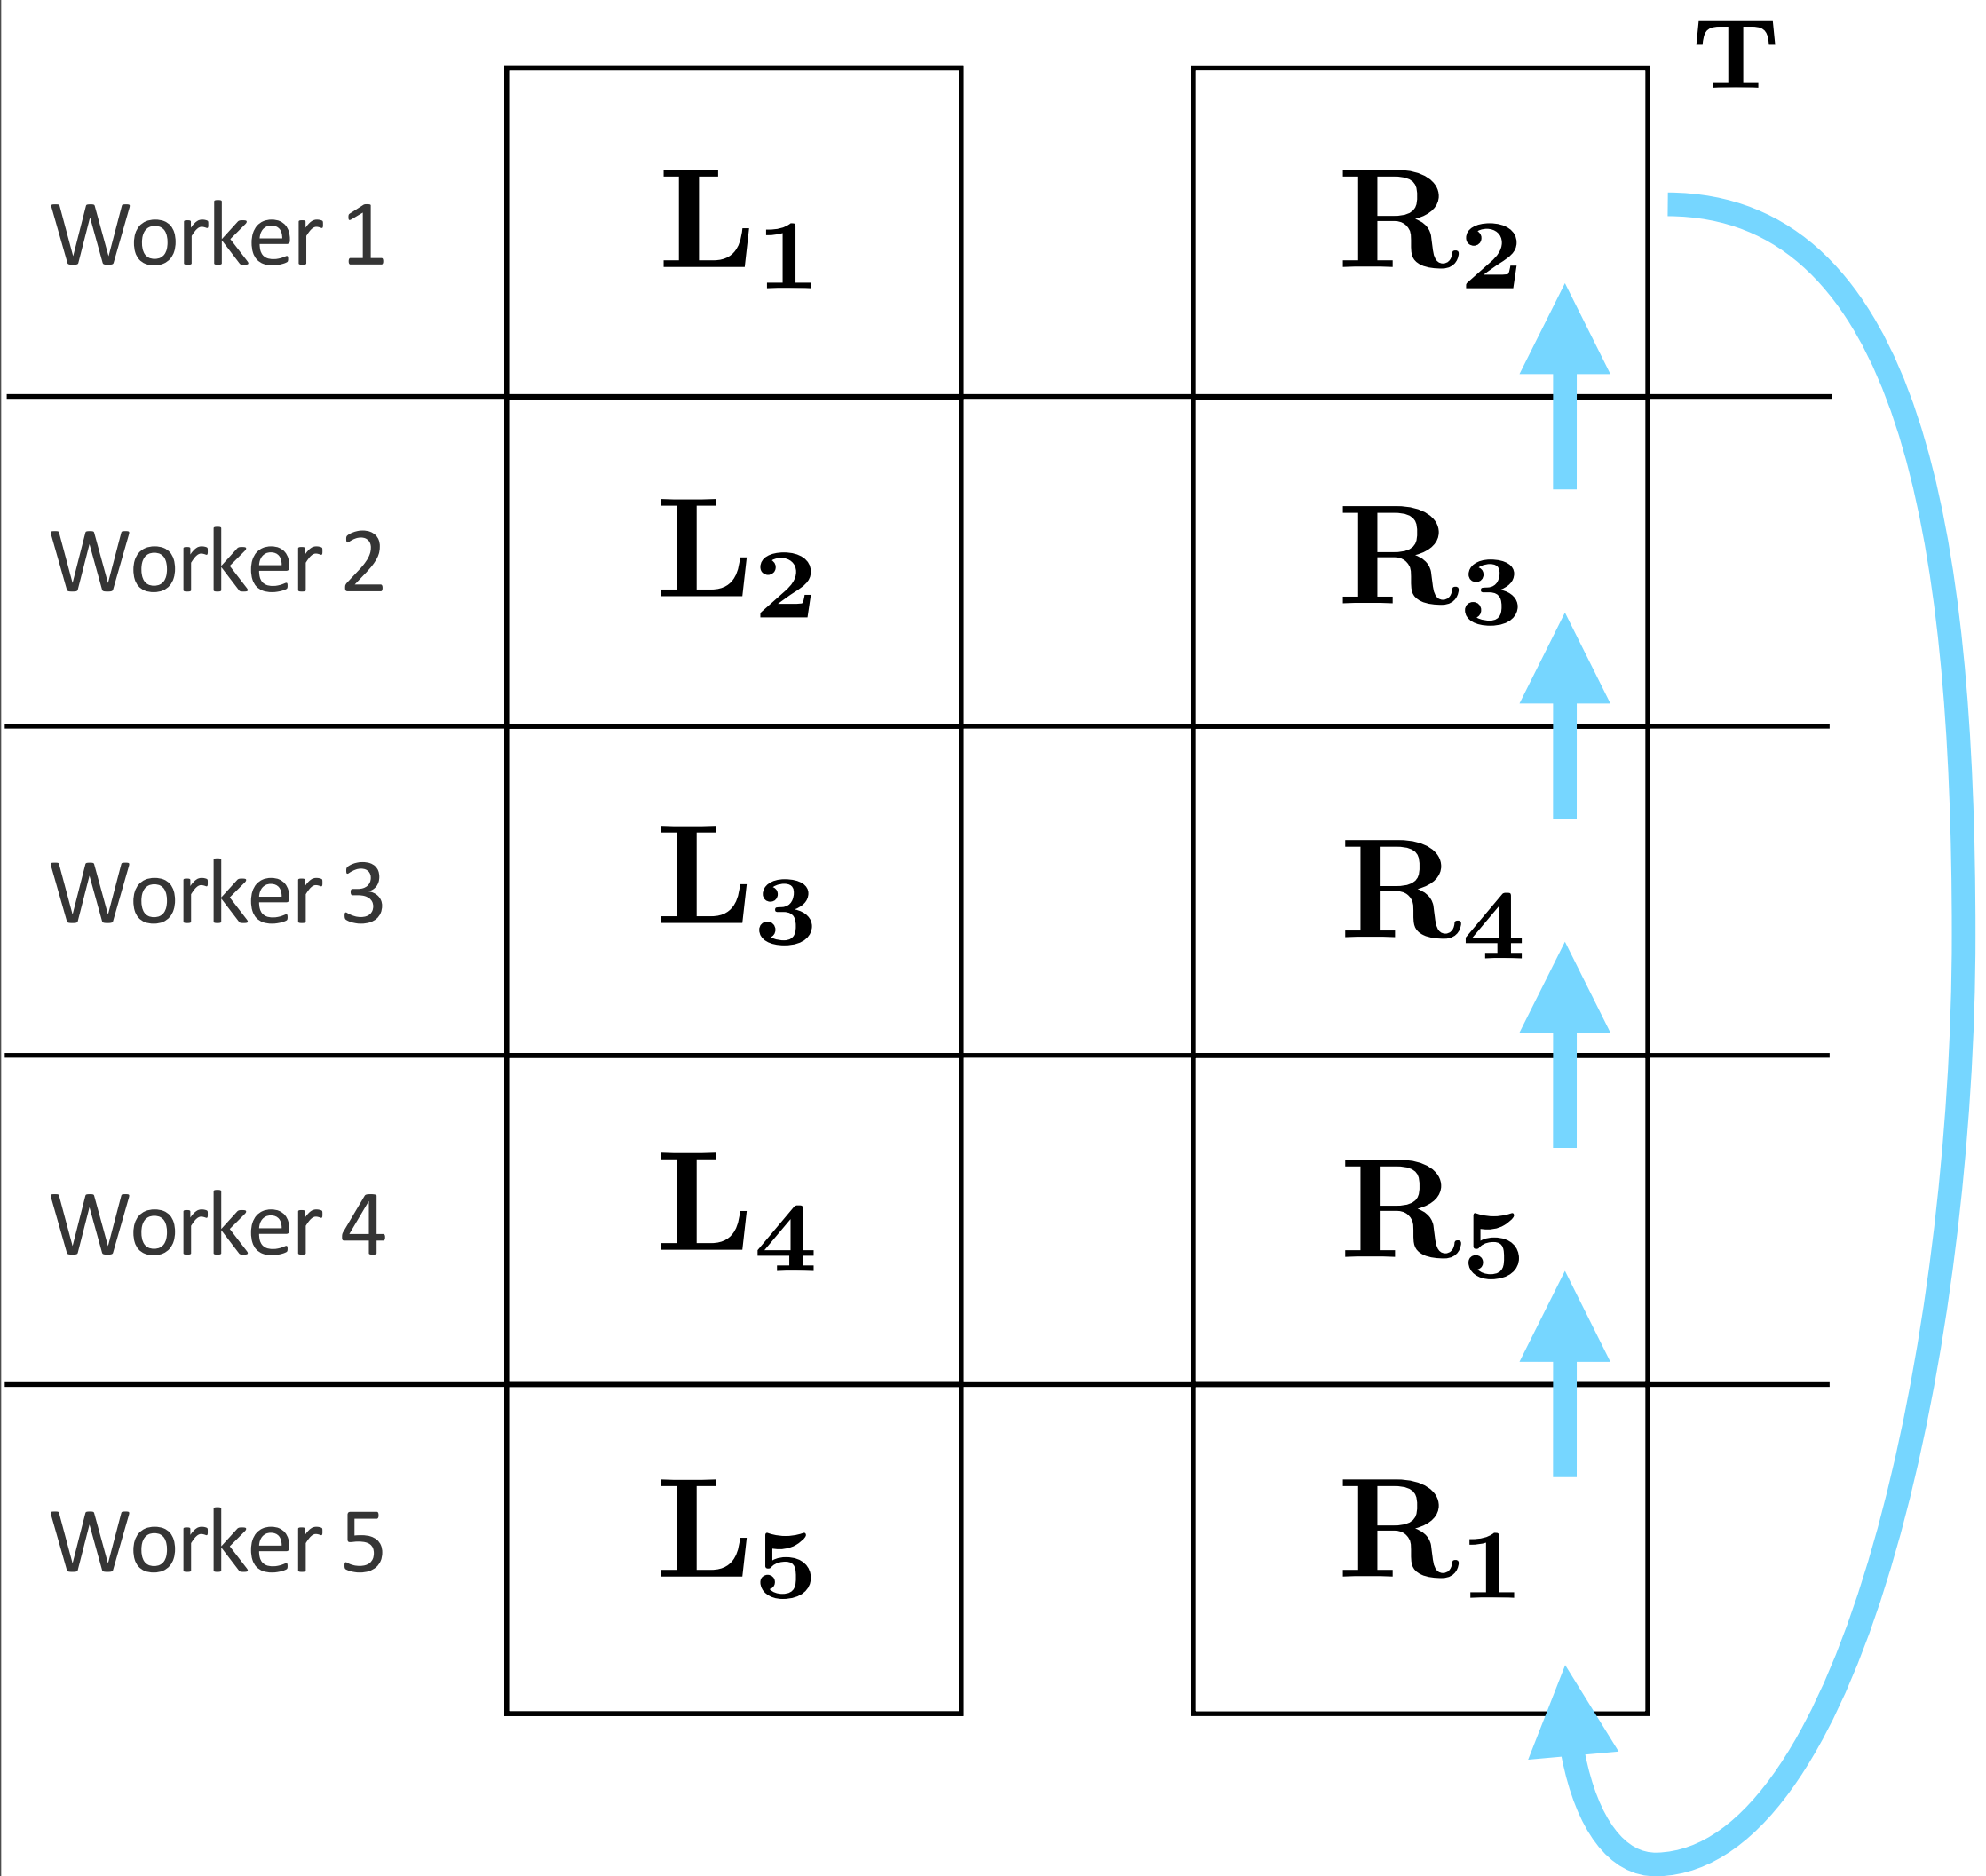 T
Worker 1 L₁ R₂
Worker 2 L₂ R₃
Worker 3 L₃ R₄
Worker 4 L₄ R₅
Worker 5 L₅ R₁